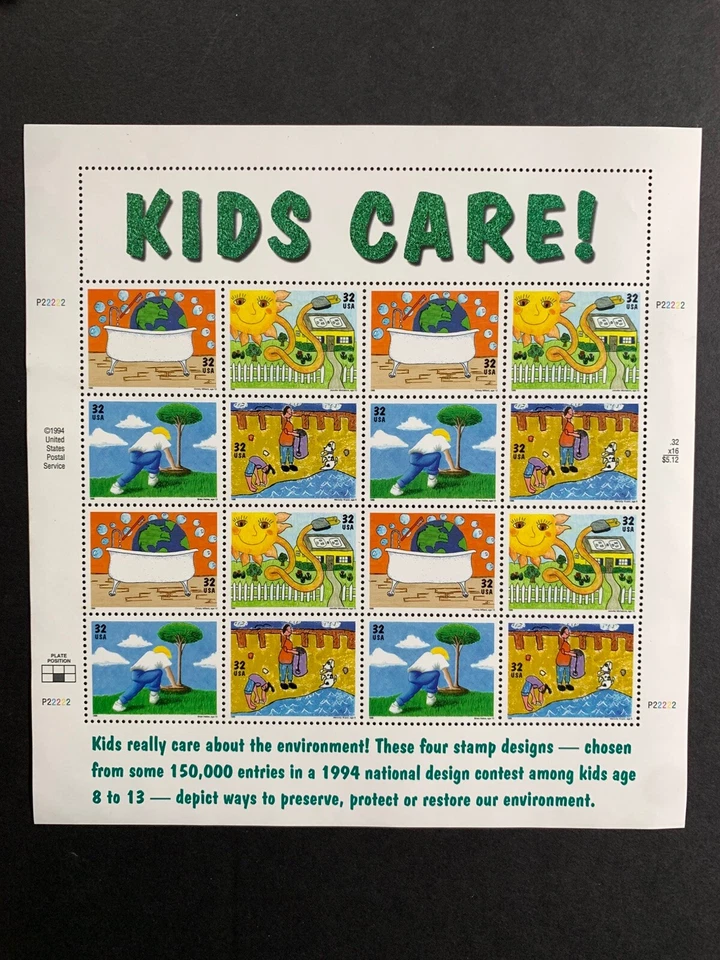 KIDS CARE!
P22222
P22222
32
USA
32
USA
32
USA
32
USA
©1994
United
States
Postal
Service
32
USA
32
USA
32
USA
32
USA
.32
x16
$5.12
32
USA
32
USA
32
USA
32
USA
32
USA
32
USA
32
USA
32
USA
PLATE
POSITION
P22222
P22222
Kids really care about the environment! These four stamp designs — chosen
from some 150,000 entries in a 1994 national design contest among kids age
8 to 13 — depict ways to preserve, protect or restore our environment.